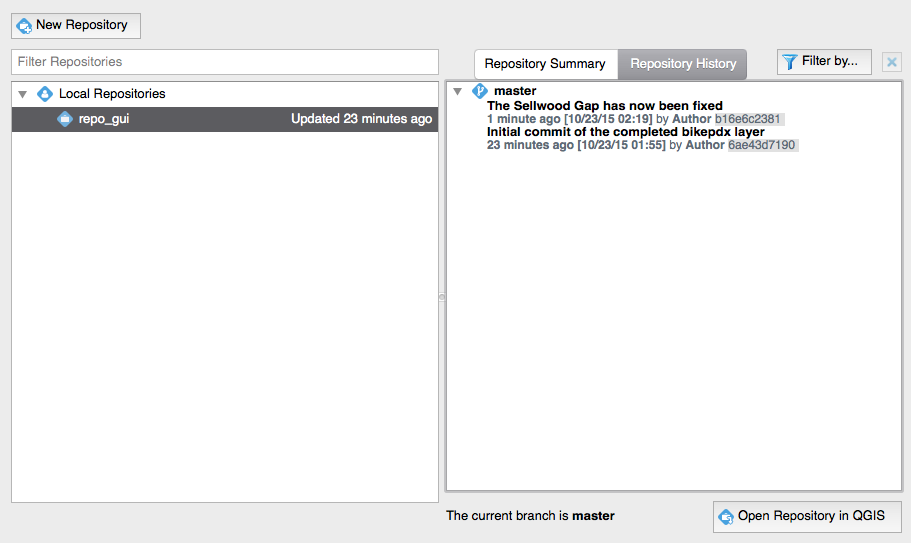 New Repository
Filter Repositories
Repository Summary
Repository History
Filter by...
Local Repositories
repo_gui
Updated 23 minutes ago
master
The Sellwood Gap has now been fixed
1 minute ago [10/23/15 02:19] by Author b16e6c2381
Initial commit of the completed bikepdx layer
23 minutes ago [10/23/15 01:55] by Author 6ae43d7190
The current branch is master
Open Repository in QGIS